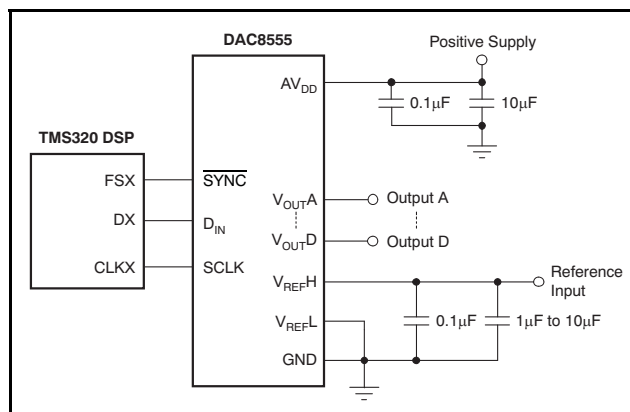 DAC8555
Positive Supply
AVDD
0.1µF
10µF
TMS320 DSP
FSX
SYNC
VOUTA
Output A
DX
DIN
VOUTD
Output D
CLKX
SCLK
VREFH
Reference
Input
0.1µF
1µF to 10µF
VREFL
GND